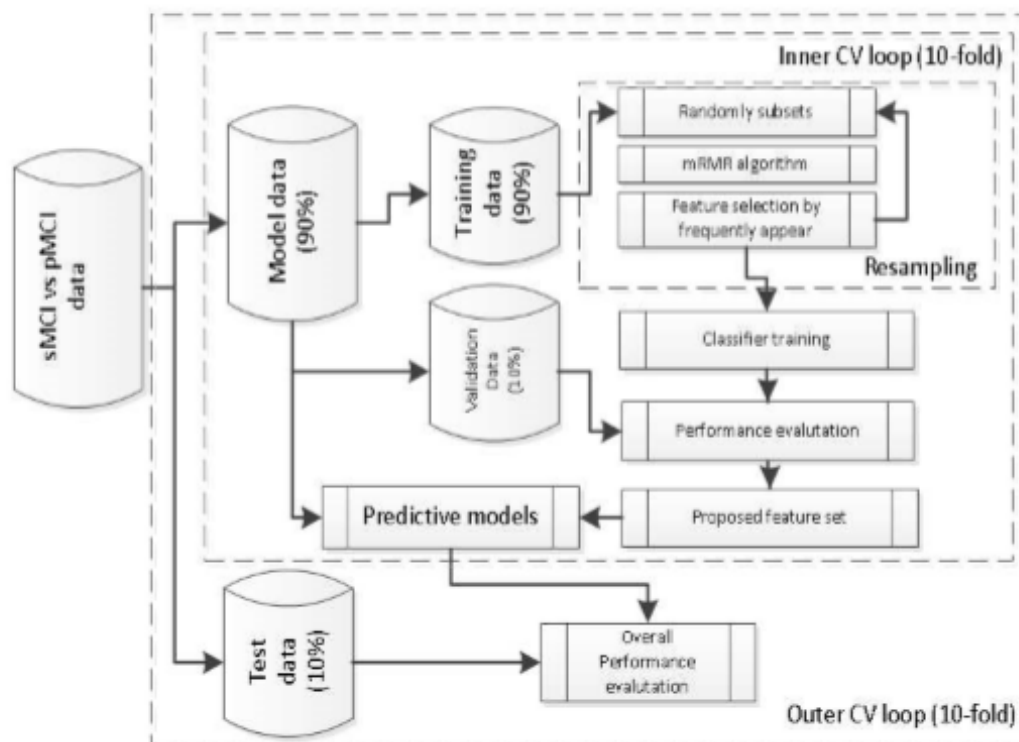 Inner CV loop (10-fold)
Randomly subsets
mRMR algorithm
Feature selection by
frequently appear
Resampling
sMCI vs pMCI
data
Model data
(90%)
Training
data
(90%)
Validation
Data
(10%)
Classifier training
Performance evalutation
Proposed feature set
Predictive models
Test
data
(10%)
Overall
Performance
evalutation
Outer CV loop (10-fold)